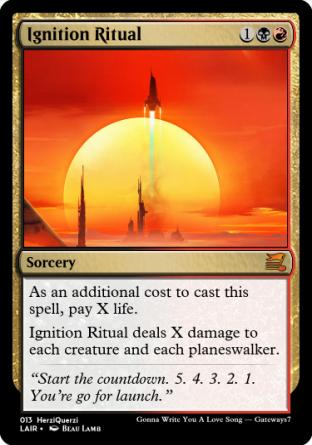 Ignition Ritual 1
Sorcery
As an additional cost to cast this
spell, pay X life.
Ignition Ritual deals X damage to
each creature and each planeswalker.
“Start the countdown. 5. 4. 3. 2. 1.
You’re go for launch.”
013 HerziQuerzi Gonna Write You A Love Song — Gateways7
LAIR • Beau Lamb